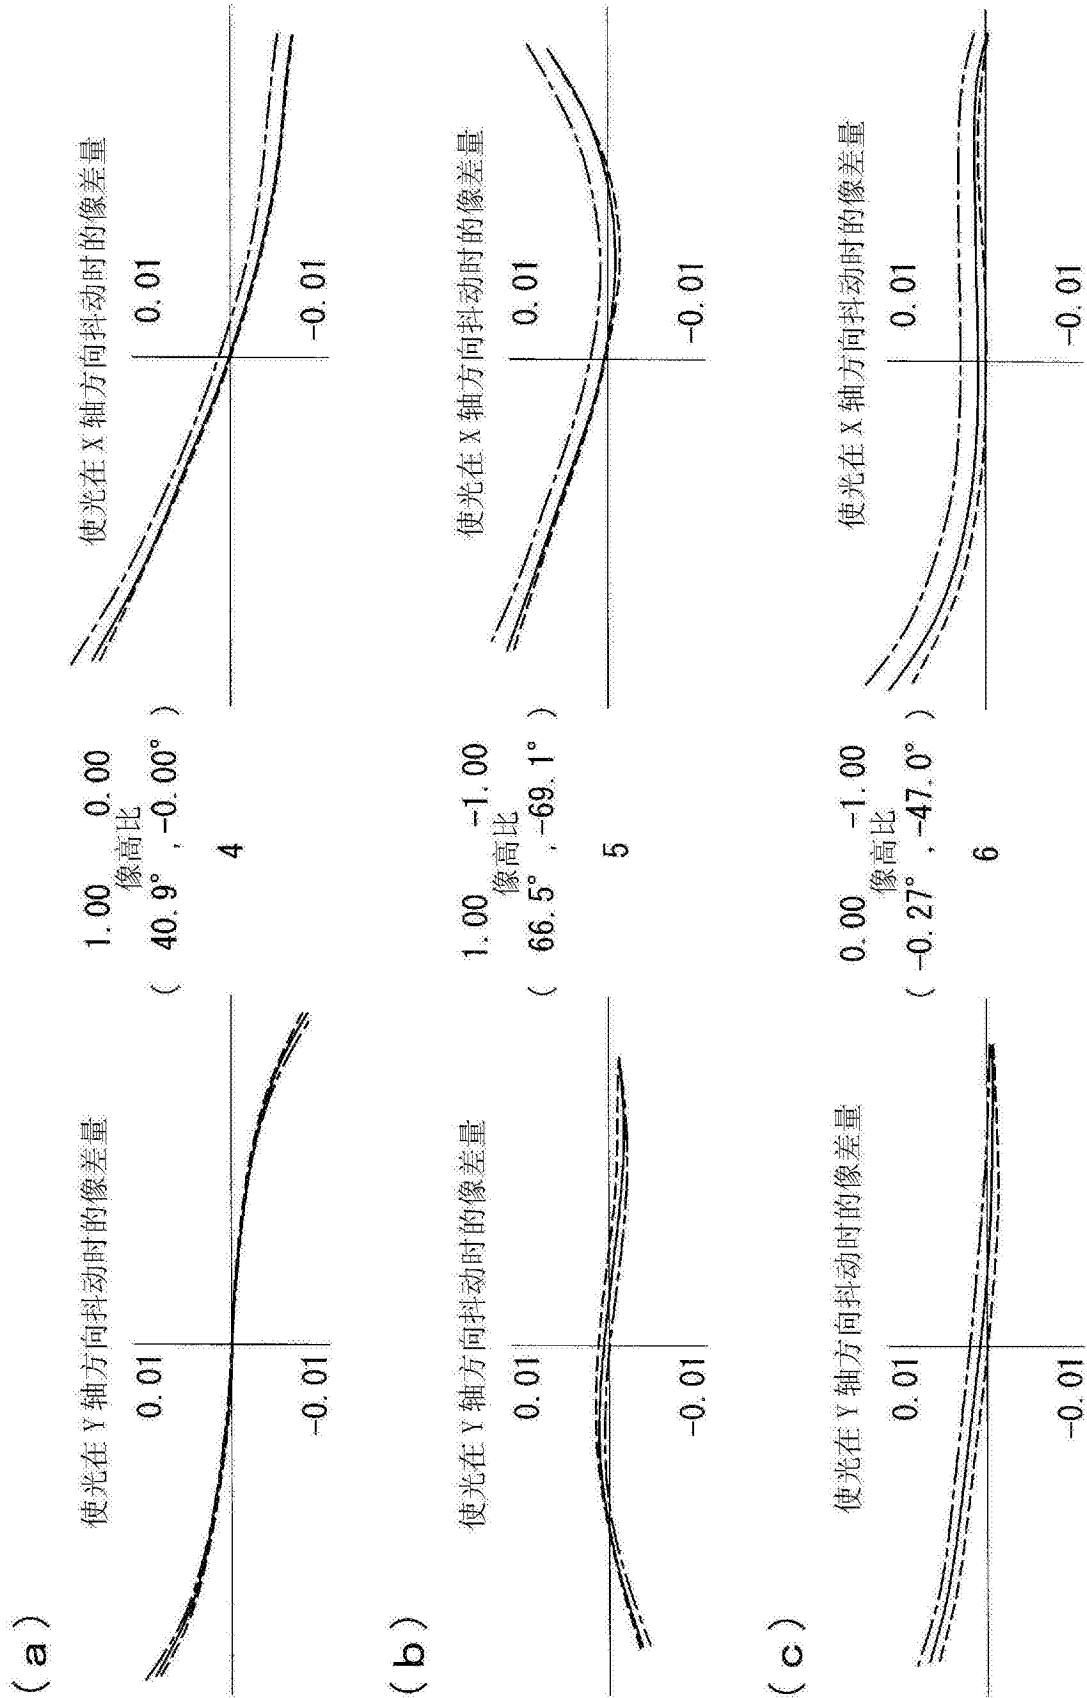 (a)
使光在 Y 轴方向抖动时的像差量
0.01
-0.01
1.00 0.00
像高比
( 40.9° ,-0.00° )
4
使光在 X 轴方向抖动时的像差量
0.01
-0.01
(b)
使光在 Y 轴方向抖动时的像差量
0.01
-0.01
1.00 -1.00
像高比
( 66.5° ,-69.1° )
5
使光在 X 轴方向抖动时的像差量
0.01
-0.01
(c)
使光在 Y 轴方向抖动时的像差量
0.01
-0.01
0.00 -1.00
像高比
( -0.27° ,-47.0° )
6
使光在 X 轴方向抖动时的像差量
0.01
-0.01